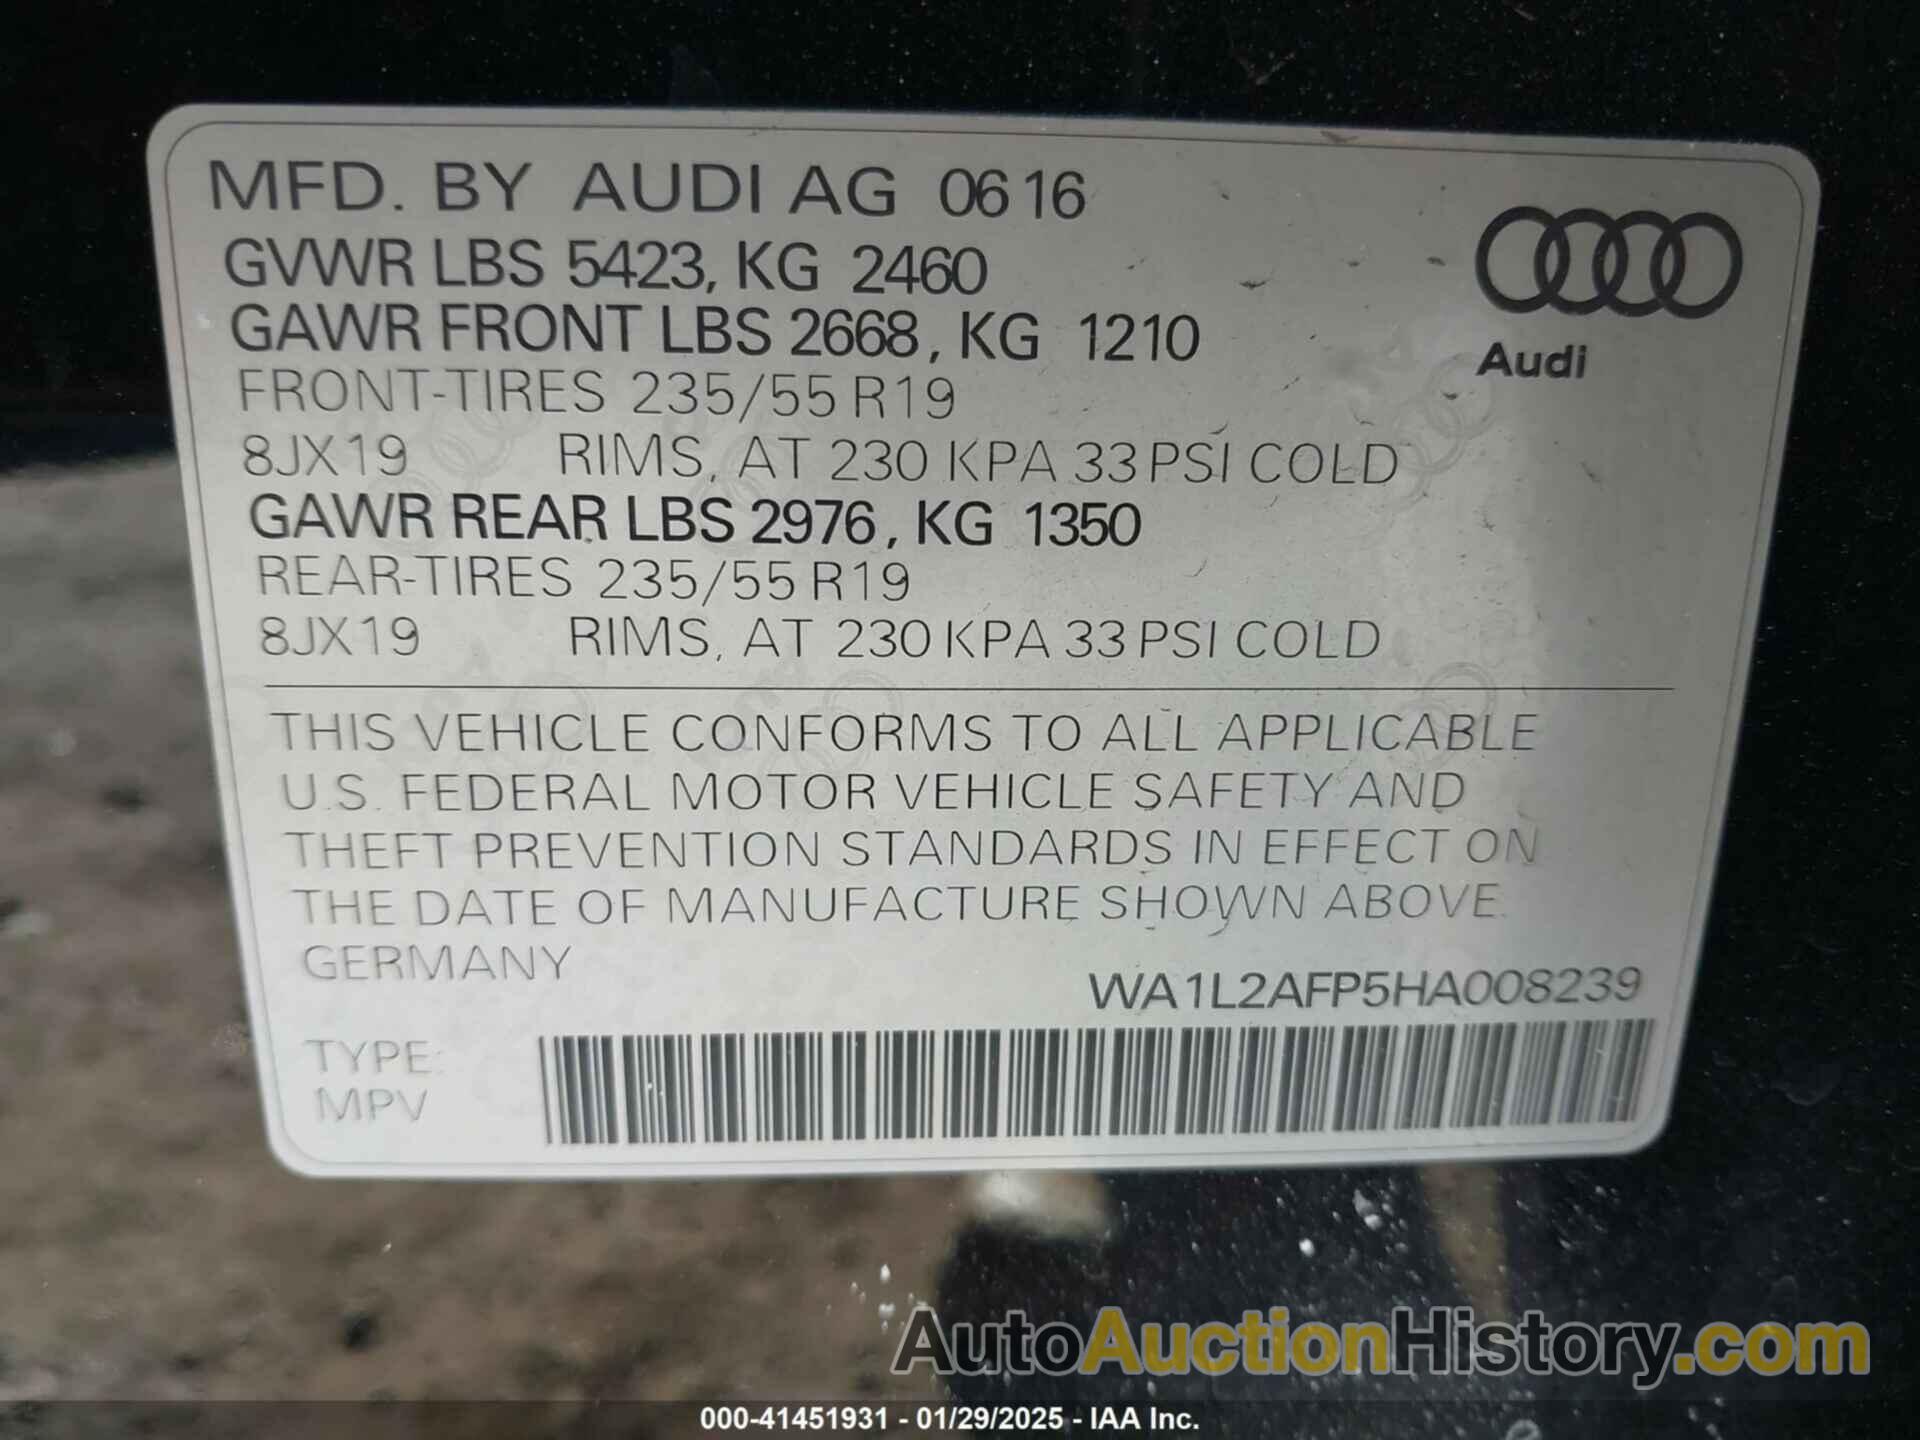 MFD. BY AUDI AG 0616
GVWR LBS 5423, KG 2460
GAWR FRONT LBS 2668, KG 1210
FRONT-TIRES 235/55 R19
8JX19 RIMS, AT 230 KPA 33 PSI COLD
GAWR REAR LBS 2976, KG 1350
REAR-TIRES 235/55 R19
8JX19 RIMS, AT 230 KPA 33 PSI COLD
THIS VEHICLE CONFORMS TO ALL APPLICABLE
U.S. FEDERAL MOTOR VEHICLE SAFETY AND
THEFT PREVENTION STANDARDS IN EFFECT ON
THE DATE OF MANUFACTURE SHOWN ABOVE.
GERMANY
WA1L2AFP5HA008239
TYPE:
MPV
Audi
AutoAuctionHistory.com
000-41451931 - 01/29/2025 - IAA Inc.